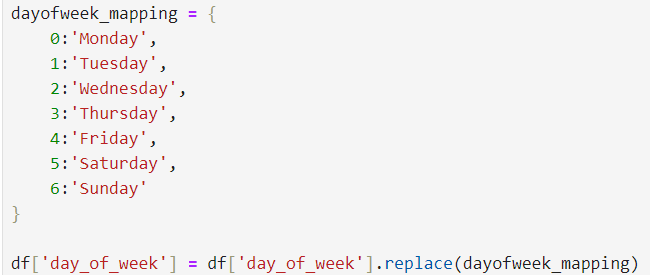 dayofweek_mapping = {
    0:'Monday',
    1:'Tuesday',
    2:'Wednesday',
    3:'Thursday',
    4:'Friday',
    5:'Saturday',
    6:'Sunday'
}

df['day_of_week'] = df['day_of_week'].replace(dayofweek_mapping)